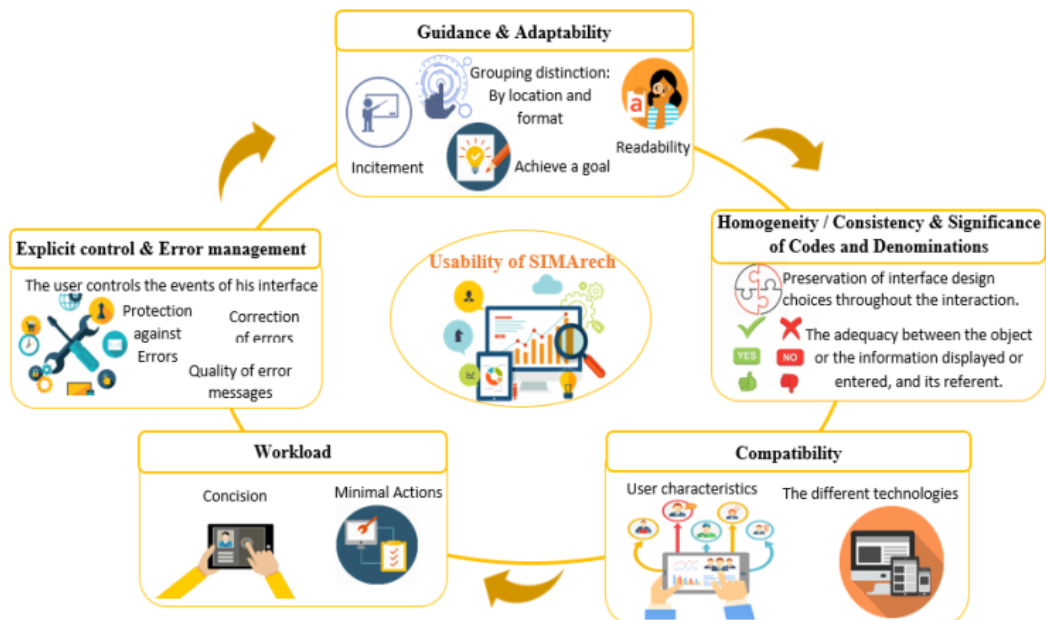 Guidance & Adaptability
Grouping distinction:
By location and
format
Incitement
Achieve a goal
Readability
a
Homogeneity / Consistency & Significance
of Codes and Denominations
Preservation of interface design
choices throughout the interaction.
The adequacy between the object
or the information displayed or
entered, and its referent.
YES
NO
Explicit control & Error management
The user controls the events of his interface
Protection
against
Errors
Correction
of errors
Quality of error
messages
Usability of SIMArech
Workload
Concision
Minimal Actions
Compatibility
User characteristics
The different technologies